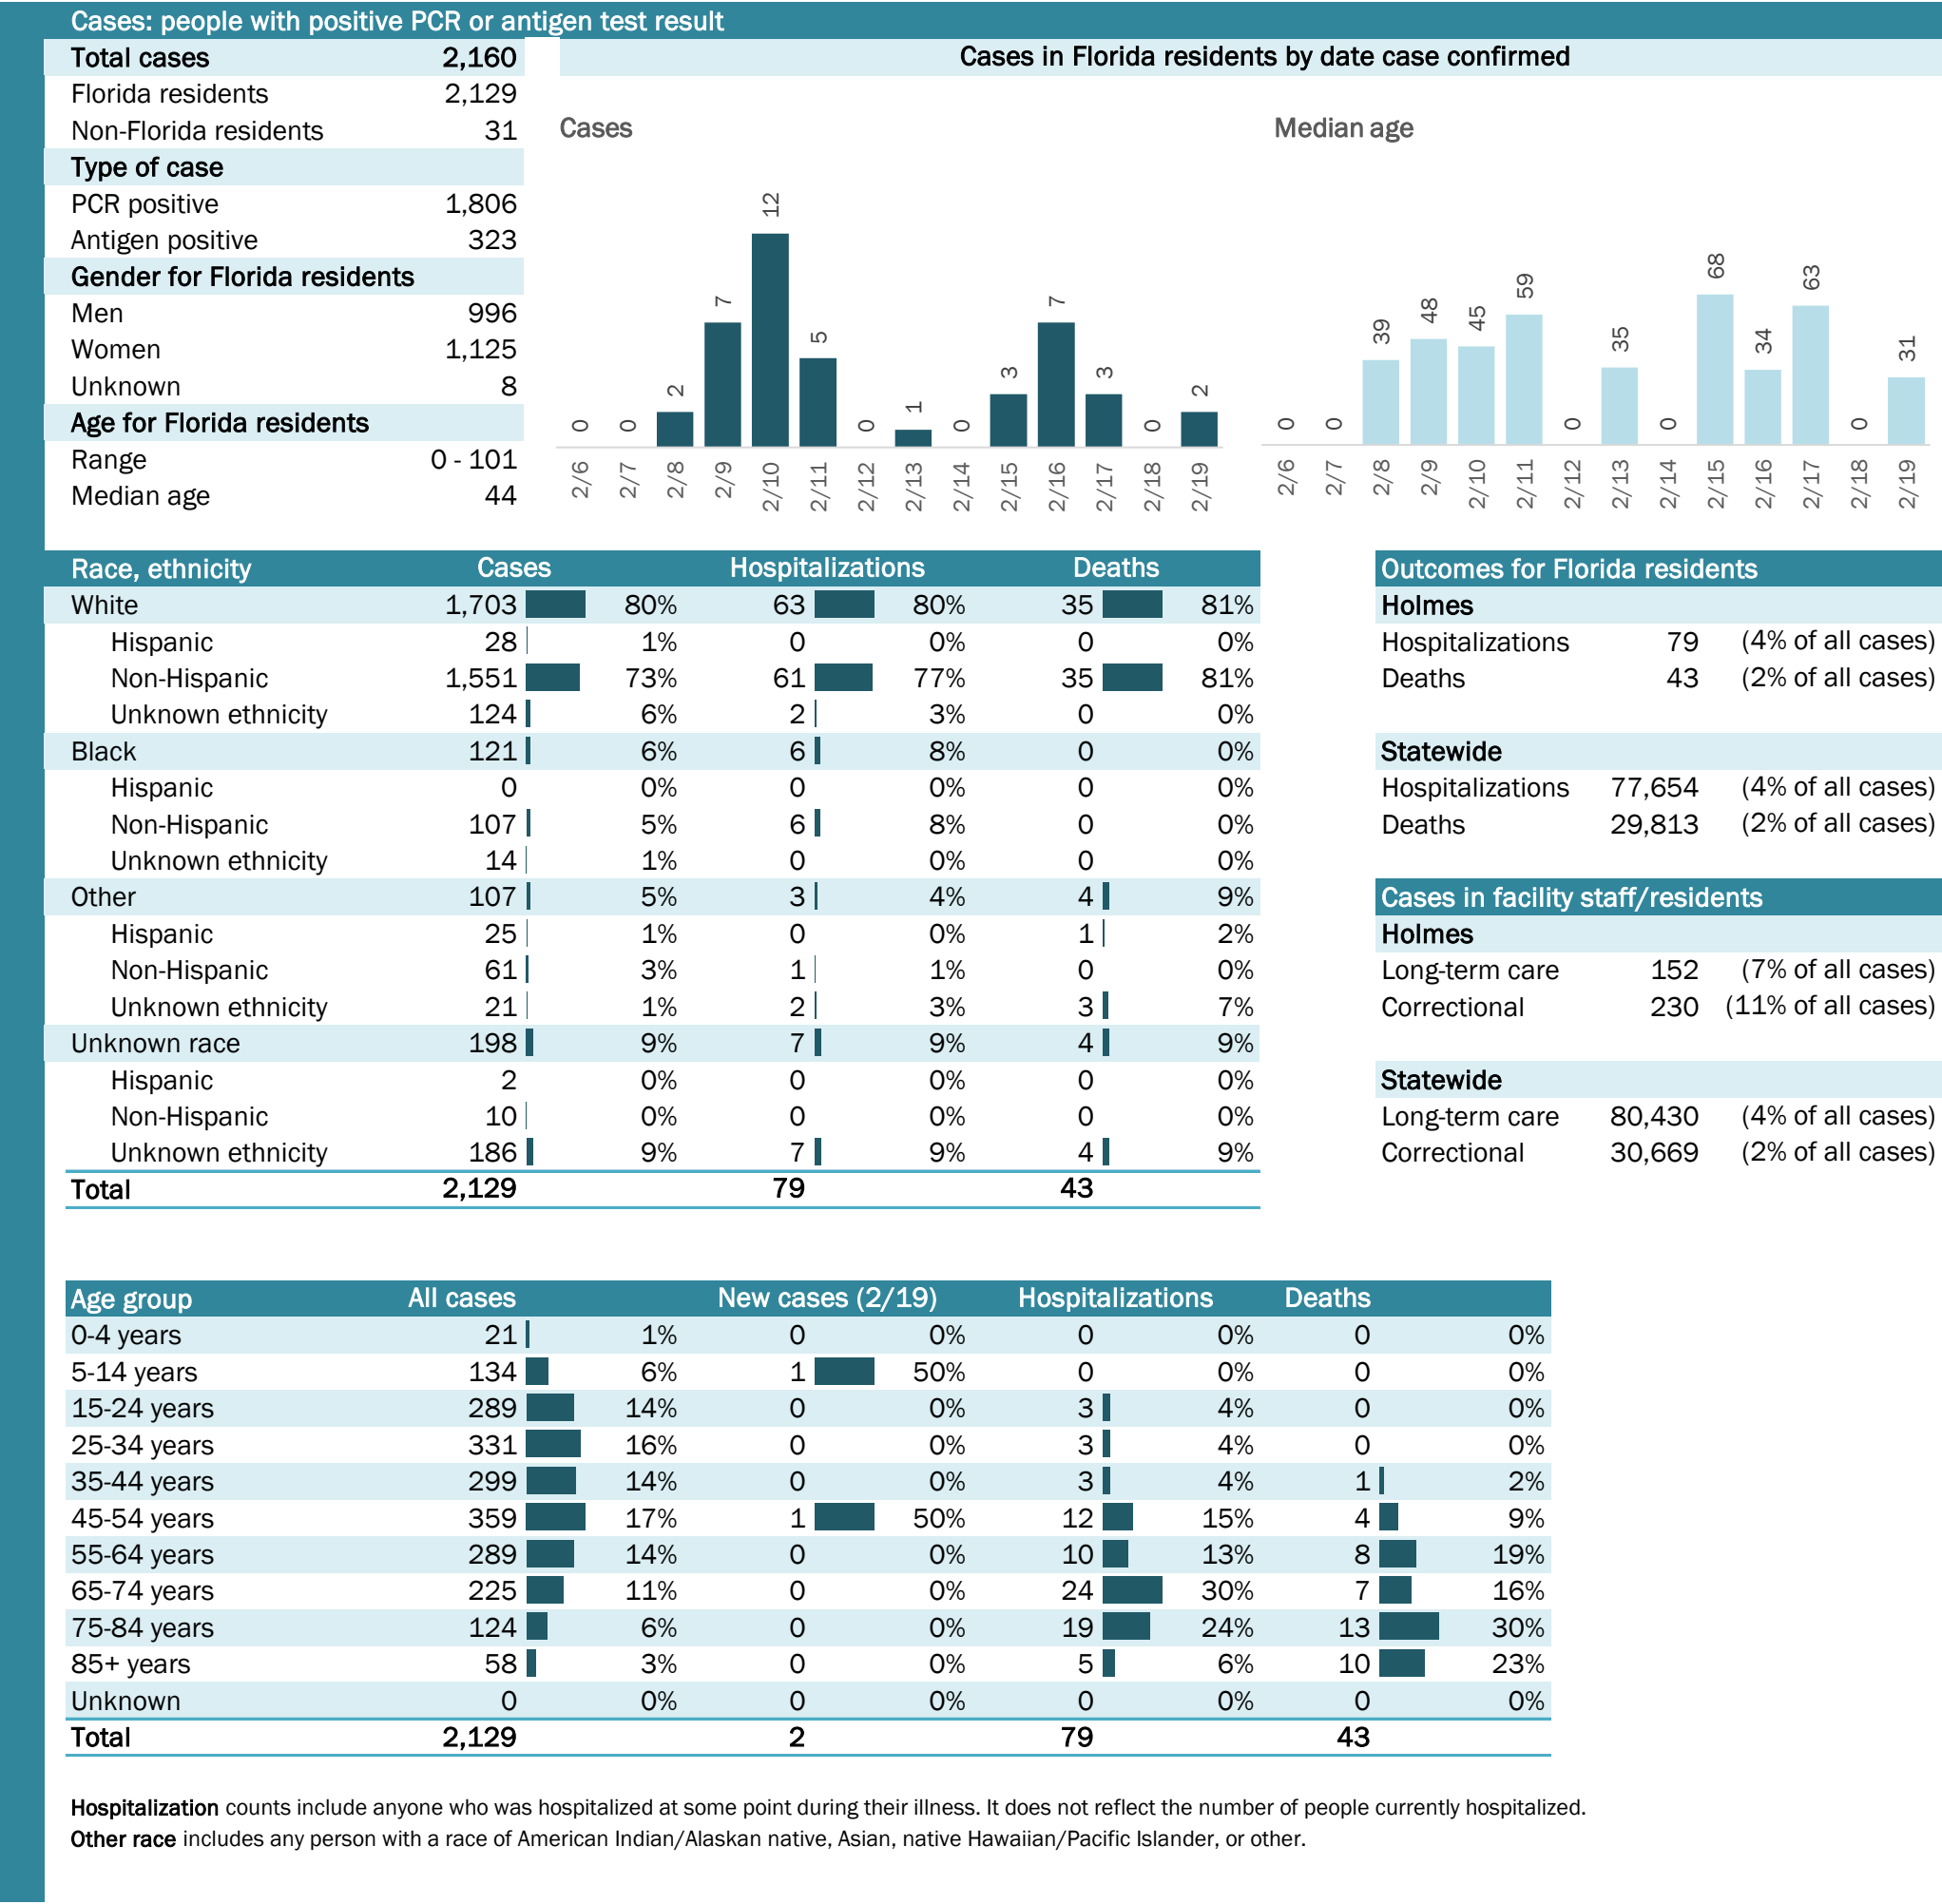 Cases: people with positive PCR or antigen test result
Total cases 2,160
Florida residents 2,129
Non-Florida residents 31
Type of case
PCR positive 1,806
Antigen positive 323
Gender for Florida residents
Men 996
Women 1,125
Unknown 8
Age for Florida residents
Range 0 - 101
Median age 44
Cases in Florida residents by date case confirmed
Cases
0 0 2 7 12 5 0 1 0 3 7 3 0 2
2/6 2/7 2/8 2/9 2/10 2/11 2/12 2/13 2/14 2/15 2/16 2/17 2/18 2/19
Median age
0 0 39 48 45 59 0 35 0 68 34 63 0 31
2/6 2/7 2/8 2/9 2/10 2/11 2/12 2/13 2/14 2/15 2/16 2/17 2/18 2/19
Race, ethnicity Cases Hospitalizations Deaths
White 1,703 80% 63 80% 35 81%
Hispanic 28 1% 0 0% 0 0%
Non-Hispanic 1,551 73% 61 77% 35 81%
Unknown ethnicity 124 6% 2 3% 0 0%
Black 121 6% 6 8% 0 0%
Hispanic 0 0% 0 0% 0 0%
Non-Hispanic 107 5% 6 8% 0 0%
Unknown ethnicity 14 1% 0 0% 0 0%
Other 107 5% 3 4% 4 9%
Hispanic 25 1% 0 0% 1 2%
Non-Hispanic 61 3% 1 1% 0 0%
Unknown ethnicity 21 1% 2 3% 3 7%
Unknown race 198 9% 7 9% 4 9%
Hispanic 2 0% 0 0% 0 0%
Non-Hispanic 10 0% 0 0% 0 0%
Unknown ethnicity 186 9% 7 9% 4 9%
Total 2,129 79 43
Outcomes for Florida residents
Holmes
Hospitalizations 79 (4% of all cases)
Deaths 43 (2% of all cases)
Statewide
Hospitalizations 77,654 (4% of all cases)
Deaths 29,813 (2% of all cases)
Cases in facility staff/residents
Holmes
Long-term care 152 (7% of all cases)
Correctional 230 (11% of all cases)
Statewide
Long-term care 80,430 (4% of all cases)
Correctional 30,669 (2% of all cases)
Age group All cases New cases (2/19) Hospitalizations Deaths
0-4 years 21 1% 0 0% 0 0% 0 0%
5-14 years 134 6% 1 50% 0 0% 0 0%
15-24 years 289 14% 0 0% 3 4% 0 0%
25-34 years 331 16% 0 0% 3 4% 0 0%
35-44 years 299 14% 0 0% 3 4% 1 2%
45-54 years 359 17% 1 50% 12 15% 4 9%
55-64 years 289 14% 0 0% 10 13% 8 19%
65-74 years 225 11% 0 0% 24 30% 7 16%
75-84 years 124 6% 0 0% 19 24% 13 30%
85+ years 58 3% 0 0% 5 6% 10 23%
Unknown 0 0% 0 0% 0 0% 0 0%
Total 2,129 2 79 43
Hospitalization counts include anyone who was hospitalized at some point during their illness. It does not reflect the number of people currently hospitalized.
Other race includes any person with a race of American Indian/Alaskan native, Asian, native Hawaiian/Pacific Islander, or other.